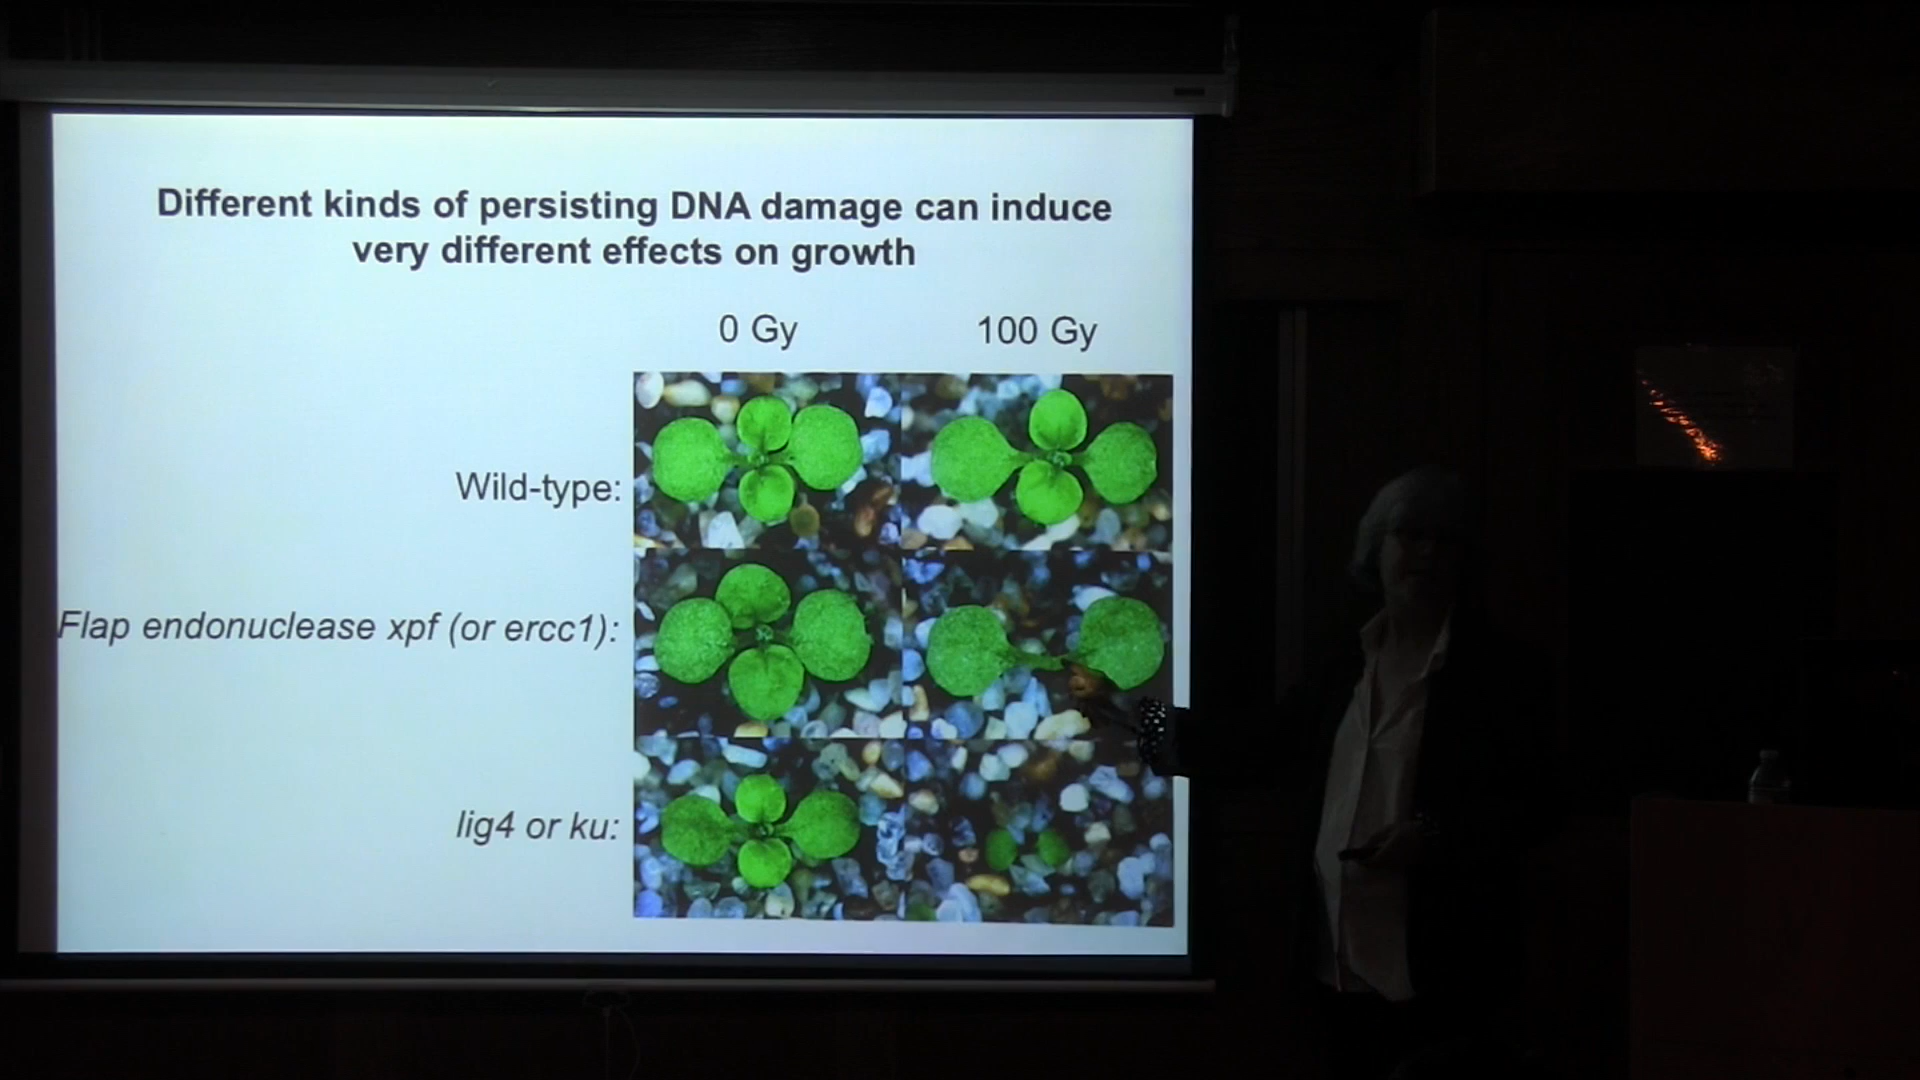 Different kinds of persisting DNA damage can induce
very different effects on growth
0 Gy
100 Gy
Wild-type:
Flap endonuclease xpf (or ercc1):
lig4 or ku: